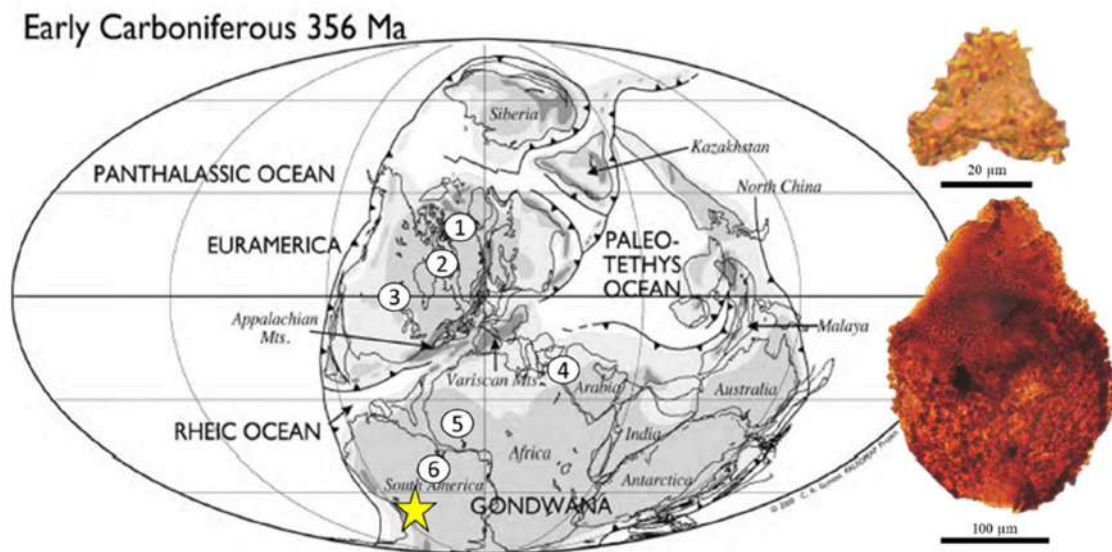 Early Carboniferous 356 Ma
Siberia
PANTHALASSIC OCEAN
Kazakhstan
North China
1
EURAMERICA
PALEO-
TETHYS
OCEAN
2
3
Appalachian
Mts.
Malaya
Variscan Mts.
4
Arabia
Australia
RHEIC OCEAN
5
India
Africa
6
South America
Antarctica
GONDWANA
20 µm
100 µm